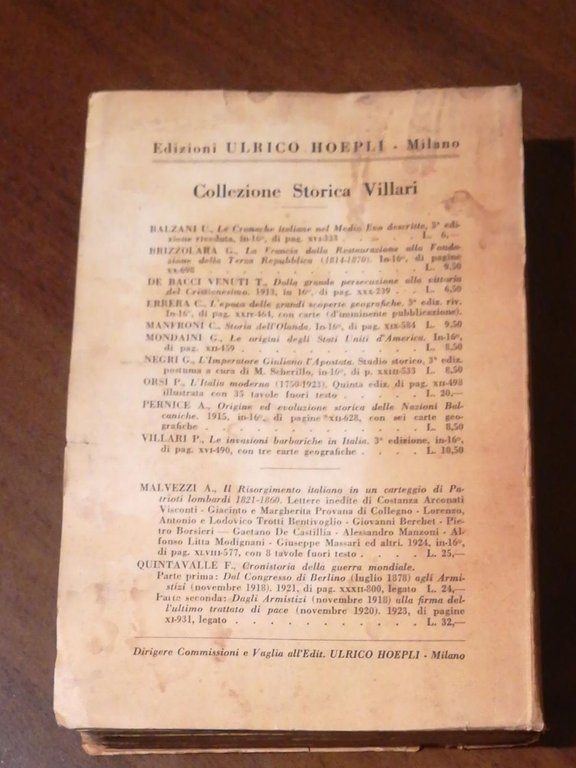 Edizioni ULRICO HOEPLI - Milano
Collezione Storica Villari
BALZANI U., Le Cronache italiane nel Medio Evo descritte, 3ª edi-
zione riveduta, in-16º, di pag. XVI-333 . . . . . . . L. 6,—
BRIZZOLARA G., La Francia dalla Restaurazione alla Fonda-
zione della Terza Repubblica (1814-1870). In-16º, di pagine
XX-698 . . . . . . . . . . . L. 9,50
DE BACCI VENUTI T., Dalla grande persecuzione alla vittoria
del Cristianesimo. 1913, in 16º, di pag. XXX-239 . . . . L. 6,50
ERRERA C., L'epoca delle grandi scoperte geografiche, 3ª ediz. riv.
In-16º, di pag. XXIV-464, con carte (d'imminente pubblicazione).
MANFRONI C., Storia dell'Olanda. In-16º, di pag. XIX-584 L. 9,50
MONDAINI G., Le origini degli Stati Uniti d'America. In-16º,
di pag. XII-459 . . . . . . . . . . L. 8,50
NEGRI G., L'Imperatore Giuliano l'Apostata. Studio storico, 3ª ediz.
postuma a cura di M. Scherillo, in-16º, di p. XXIII-533 L. 8,50
ORSI P., L'Italia moderna (1750-1923). Quinta ediz. di pag. XII-498
illustrata con 35 tavole fuori testo . . . . . . . L. 20,—
PERNICE A., Origine ed evoluzione storica delle Nazioni Bal-
caniche. 1915, in-16º, di pagine XII-628, con sei carte geo-
grafiche . . . . . . . . . . . L. 8,50
VILLARI P., Le invasioni barbariche in Italia. 3ª edizione, in-16º,
di pag. XVI-490, con tre carte geografiche . . . . L. 10,50
MALVEZZI A., Il Risorgimento italiano in un carteggio di Pa-
trioti lombardi 1821-1860. Lettere inedite di Costanza Arconati
Visconti - Giacinto e Margherita Provana di Collegno - Lorenzo,
Antonio e Lodovico Trotti Bentivoglio - Giovanni Berchet - Pie-
tro Borsieri — Gaetano De Castillia - Alessandro Manzoni - Al-
fonso Litta Modignani - Giuseppe Massari ed altri. 1924, in-16º,
di pag. XLVIII-577, con 8 tavole fuori testo . . . . L. 25,—
QUINTAVALLE F., Cronistoria della guerra mondiale.
Parte prima: Dal Congresso di Berlino (luglio 1878) agli Armi-
stizi (novembre 1918). 1921, di pag. XXXII-800, legato L. 24,—
Parte seconda: Dagli Armistizi (novembre 1918) alla firma del-
l'ultimo trattato di pace (novembre 1920). 1923, di pagine
XI-931, legato . . . . . . . . . . L. 32,—
Dirigere Commissioni e Vaglia all'Edit. ULRICO HOEPLI - Milano